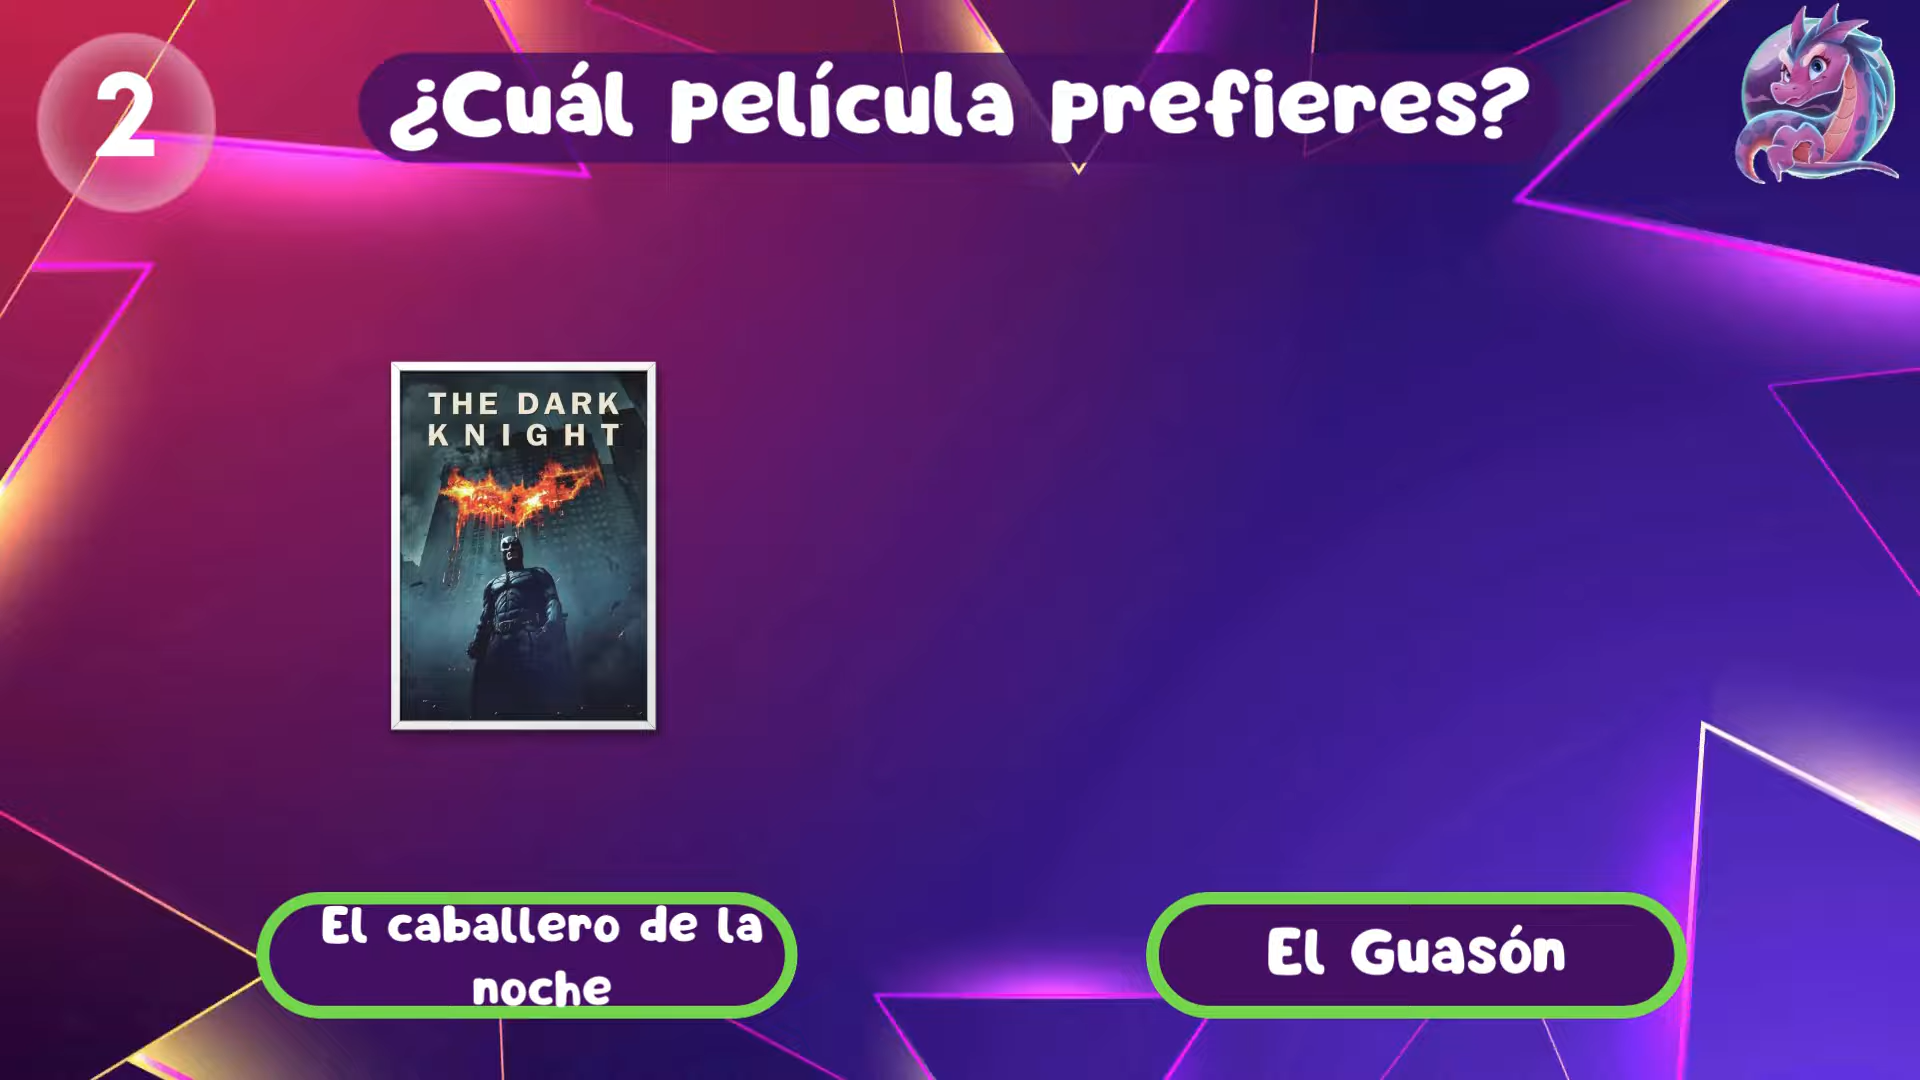 2
¿Cuál película prefieres?
THE DARK
KNIGHT
El caballero de la
noche
El Guasón